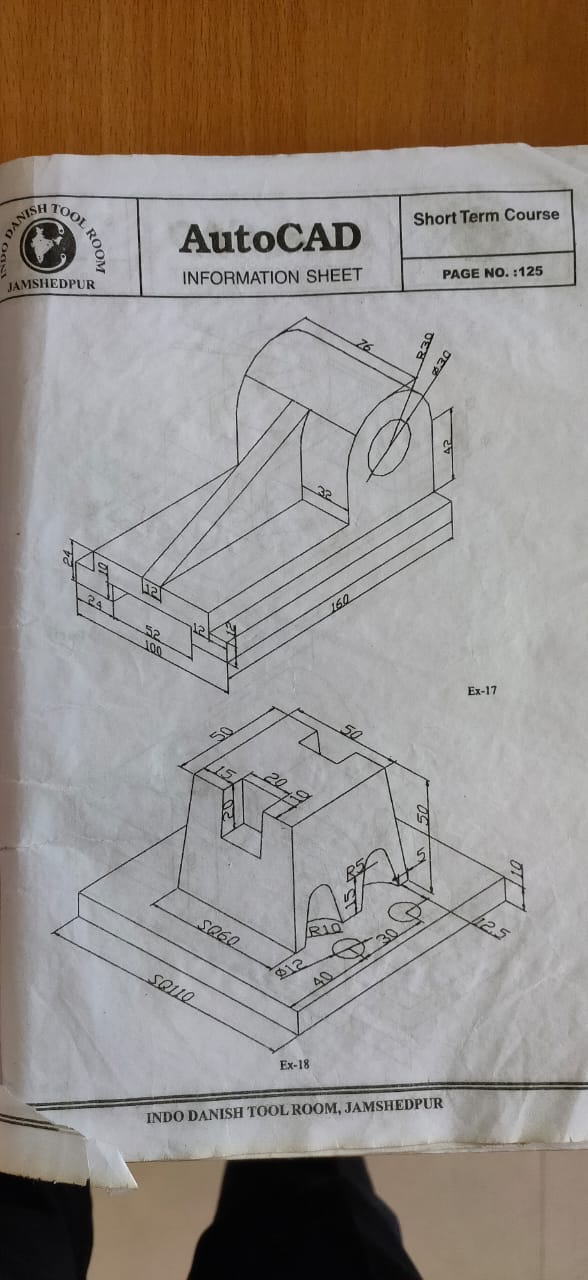 INDO DANISH TOOL ROOM
JAMSHEDPUR
AutoCAD
INFORMATION SHEET
Short Term Course
PAGE NO. :125
76
R30
ø30
42
32
24
10
12
24
52
100
12
12
160
Ex-17
50
50
15
20
10
20
50
R5
5
15
10
R10
SQ60
30
12.5
Ø12
40
SQ110
Ex-18
INDO DANISH TOOL ROOM, JAMSHEDPUR